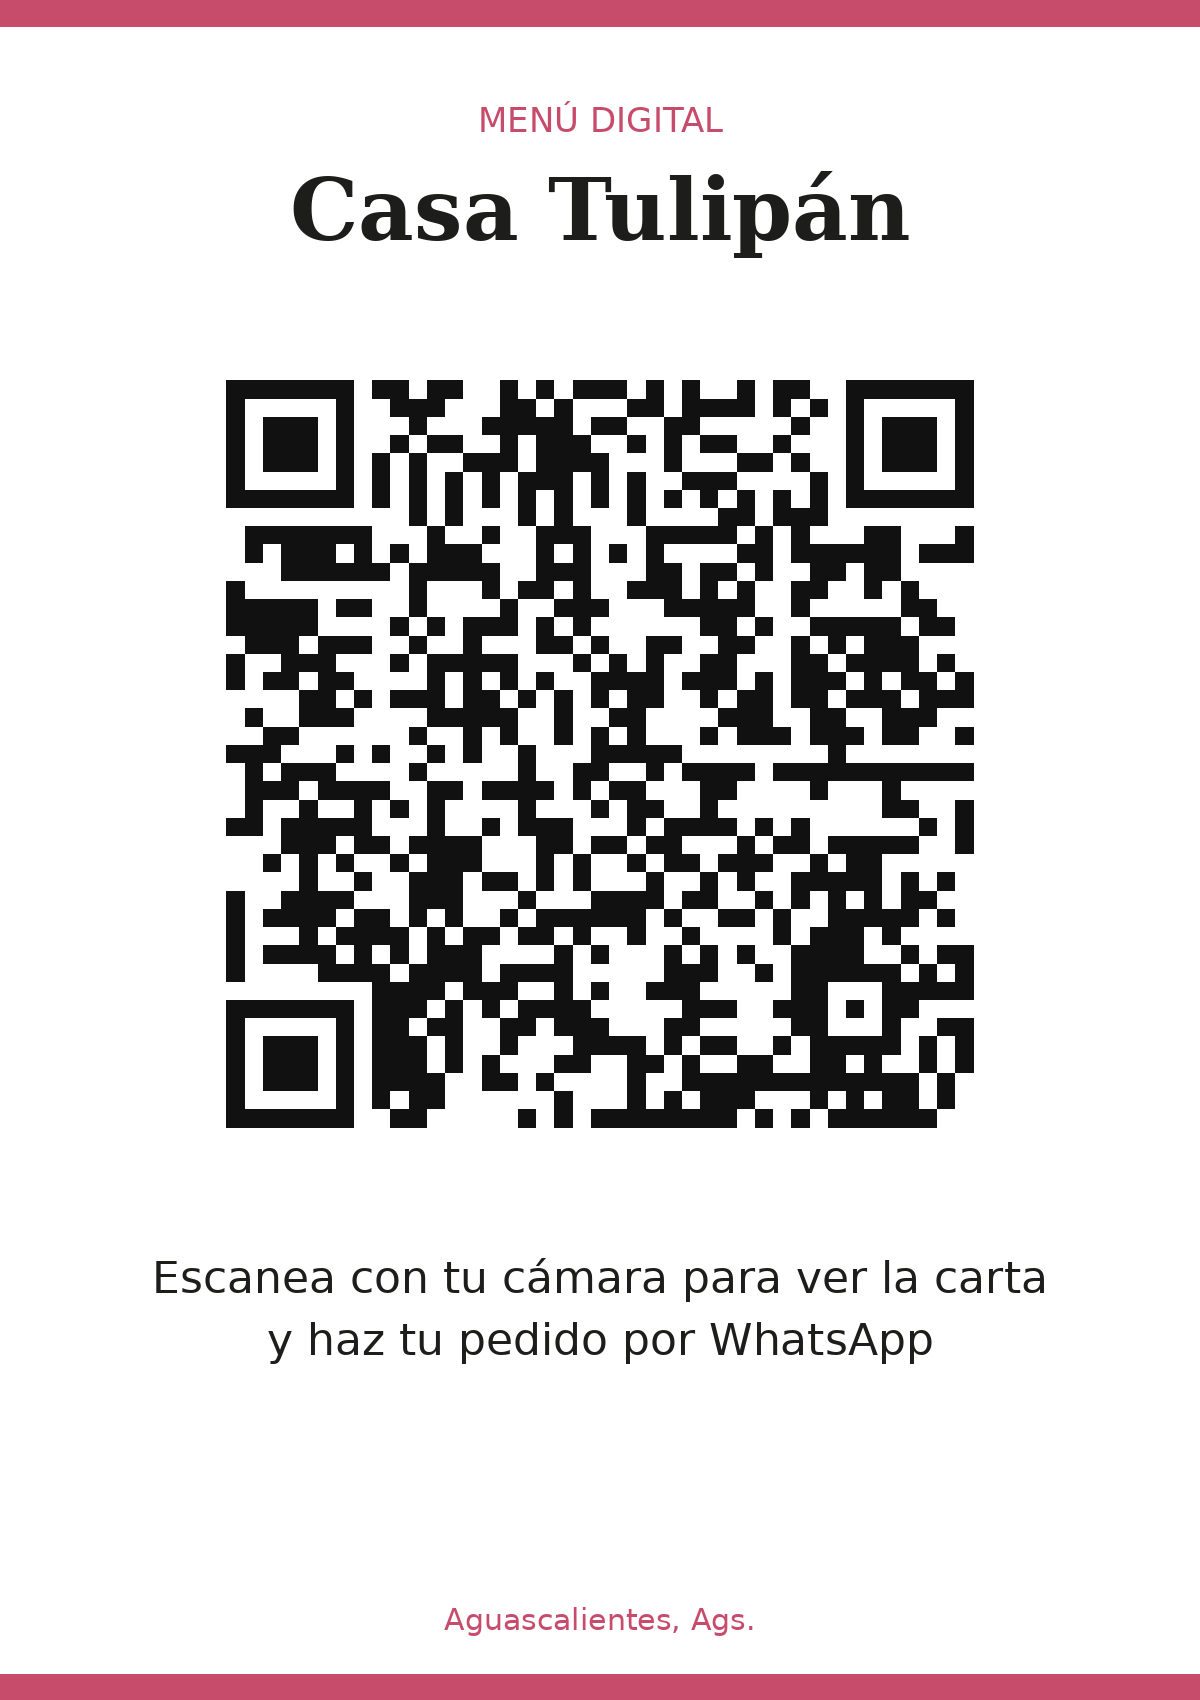 MENÚ DIGITAL
Casa Tulipán
Escanea con tu cámara para ver la carta
y haz tu pedido por WhatsApp
Aguascalientes, Ags.